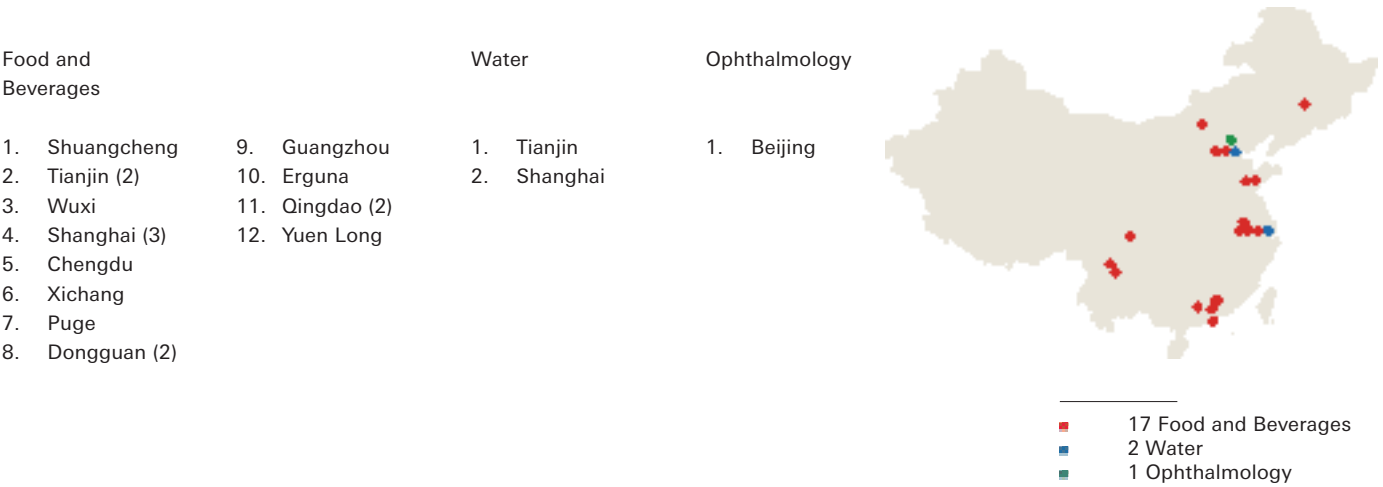 Food and
Beverages
1. Shuangcheng
2. Tianjin (2)
3. Wuxi
4. Shanghai (3)
5. Chengdu
6. Xichang
7. Puge
8. Dongguan (2)
9. Guangzhou
10. Erguna
11. Qingdao (2)
12. Yuen Long
Water
1. Tianjin
2. Shanghai
Ophthalmology
1. Beijing
17 Food and Beverages
2 Water
1 Ophthalmology